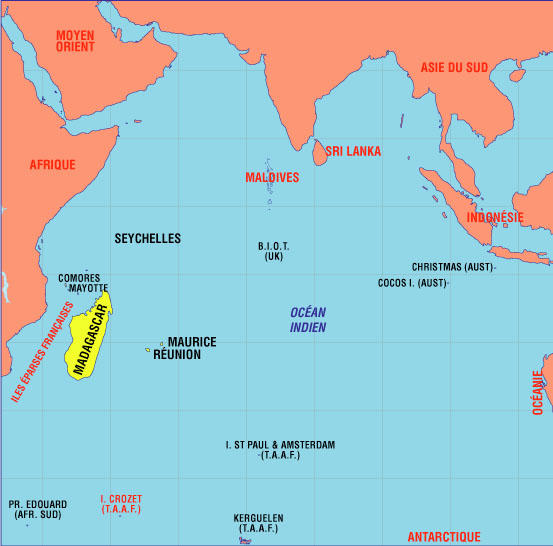 MOYEN
ORIENT
ASIE DU SUD
AFRIQUE
SRI LANKA
MALDIVES
INDONÉSIE
SEYCHELLES
B.I.O.T.
(UK)
CHRISTMAS (AUST)
COMORES
MAYOTTE
COCOS I. (AUST)
ILES ÉPARSES FRANÇAISES
MADAGASCAR
OCÉAN
INDIEN
MAURICE
RÉUNION
OCÉANIE
I. ST PAUL & AMSTERDAM
(T.A.A.F.)
PR. EDOUARD
(AFR. SUD)
I. CROZET
(T.A.A.F.)
KERGUELEN
(T.A.A.F.)
ANTARCTIQUE